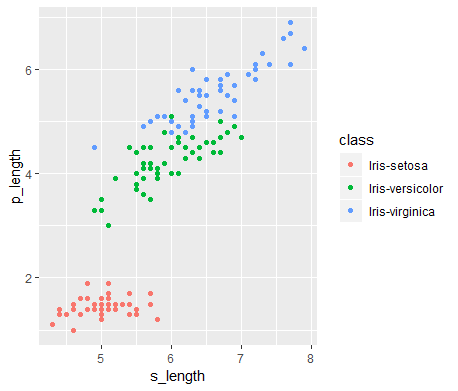 6
4
2
p_length
5
6
7
8
s_length
class
Iris-setosa
Iris-versicolor
Iris-virginica